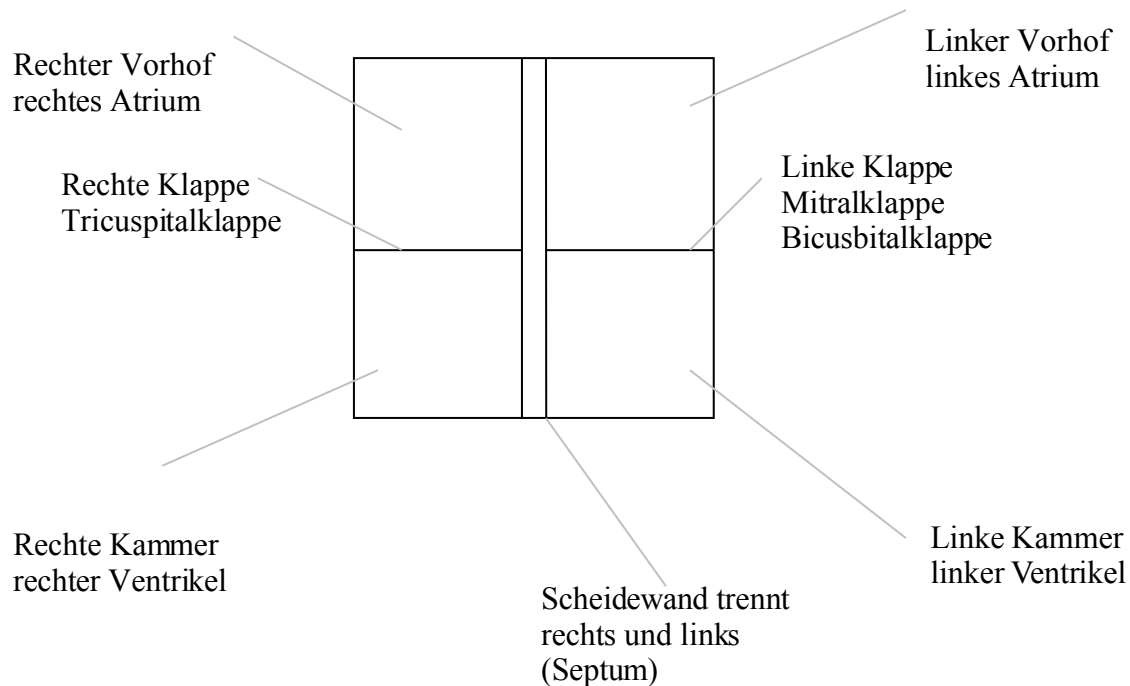 Rechter Vorhof
rechtes Atrium
Linker Vorhof
linkes Atrium
Rechte Klappe
Tricuspitalklappe
Linke Klappe
Mitralklappe
Bicusbitalklappe
Rechte Kammer
rechter Ventrikel
Linke Kammer
linker Ventrikel
Scheidewand trennt
rechts und links
(Septum)